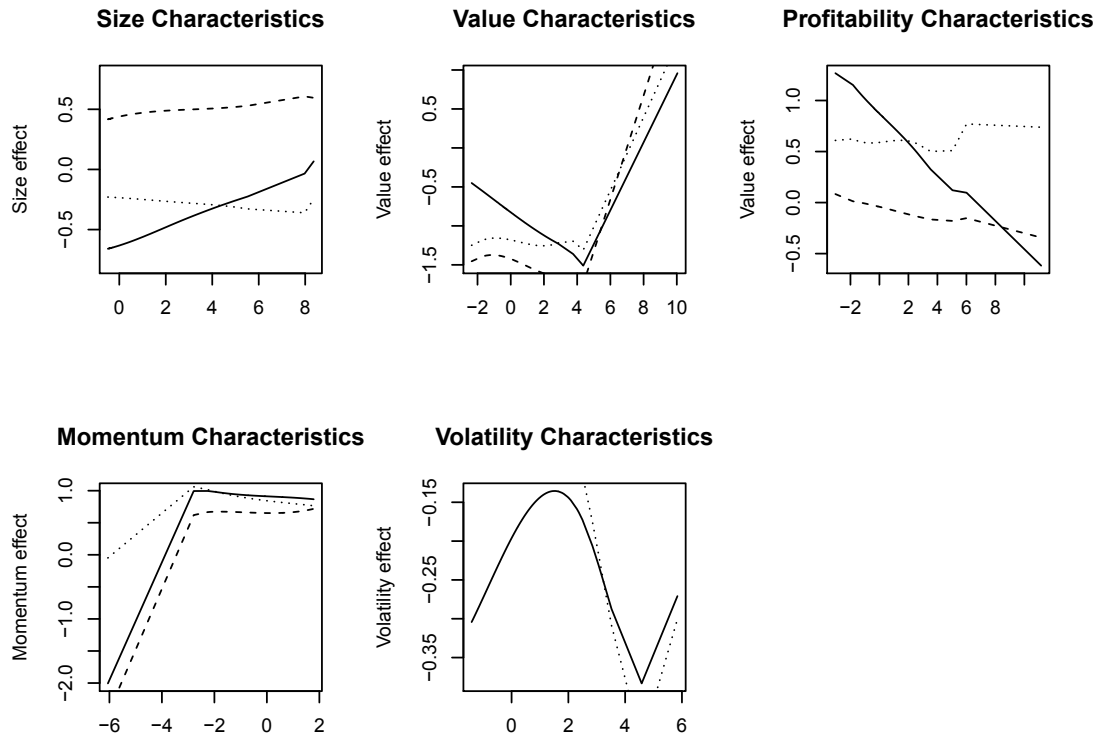 Size Characteristics
Size effect
0.5
0.0
−0.5
0 2 4 6 8
Value Characteristics
Value effect
0.5
−0.5
−1.5
−2 0 2 4 6 8 10
Profitability Characteristics
Value effect
1.0
0.5
0.0
−0.5
−2 2 4 6 8
Momentum Characteristics
Momentum effect
1.0
0.0
−1.0
−2.0
−6 −4 −2 0 2
Volatility Characteristics
Volatility effect
−0.15
−0.25
−0.35
0 2 4 6